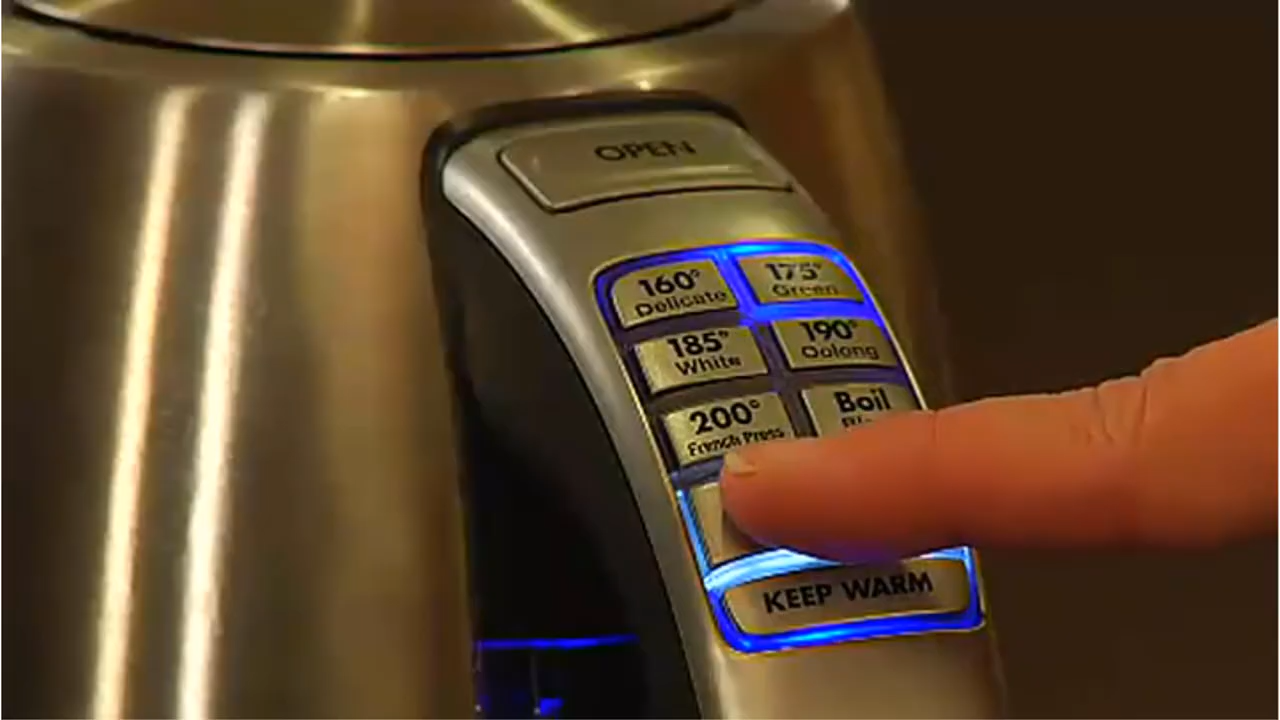 OPEN
160° 175°
Delicate Green
185° 190°
White Oolong
200° Boil
French Press
KEEP WARM